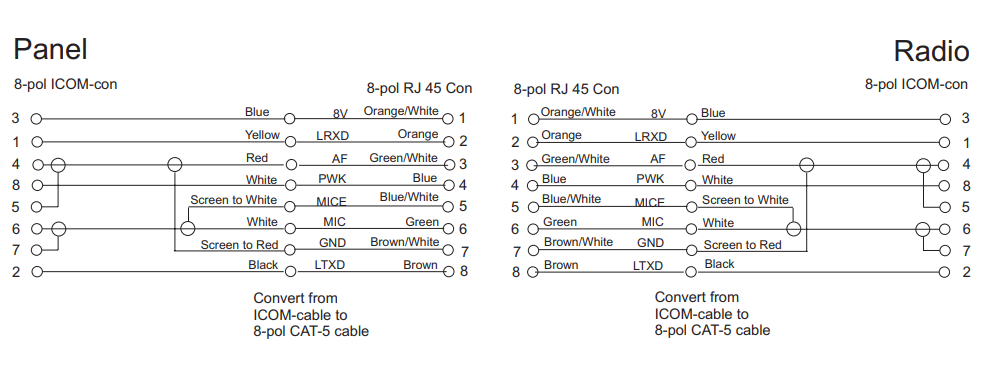 Panel
Radio
8-pol ICOM-con
8-pol RJ 45 Con
8-pol RJ 45 Con
8-pol ICOM-con
3 Blue 8V Orange/White 1
1 Orange/White 8V Blue 3
1 Yellow LRXD Orange 2
2 Orange LRXD Yellow 1
4 Red AF Green/White 3
3 Green/White AF Red 4
8 White PWK Blue 4
4 Blue PWK White 8
5 Screen to White MICE Blue/White 5
5 Blue/White MICE Screen to White 5
6 White MIC Green 6
6 Green MIC White 6
7 Screen to Red GND Brown/White 7
7 Brown/White GND Screen to Red 7
2 Black LTXD Brown 8
8 Brown LTXD Black 2
Convert from
ICOM-cable to
8-pol CAT-5 cable
Convert from
ICOM-cable to
8-pol CAT-5 cable